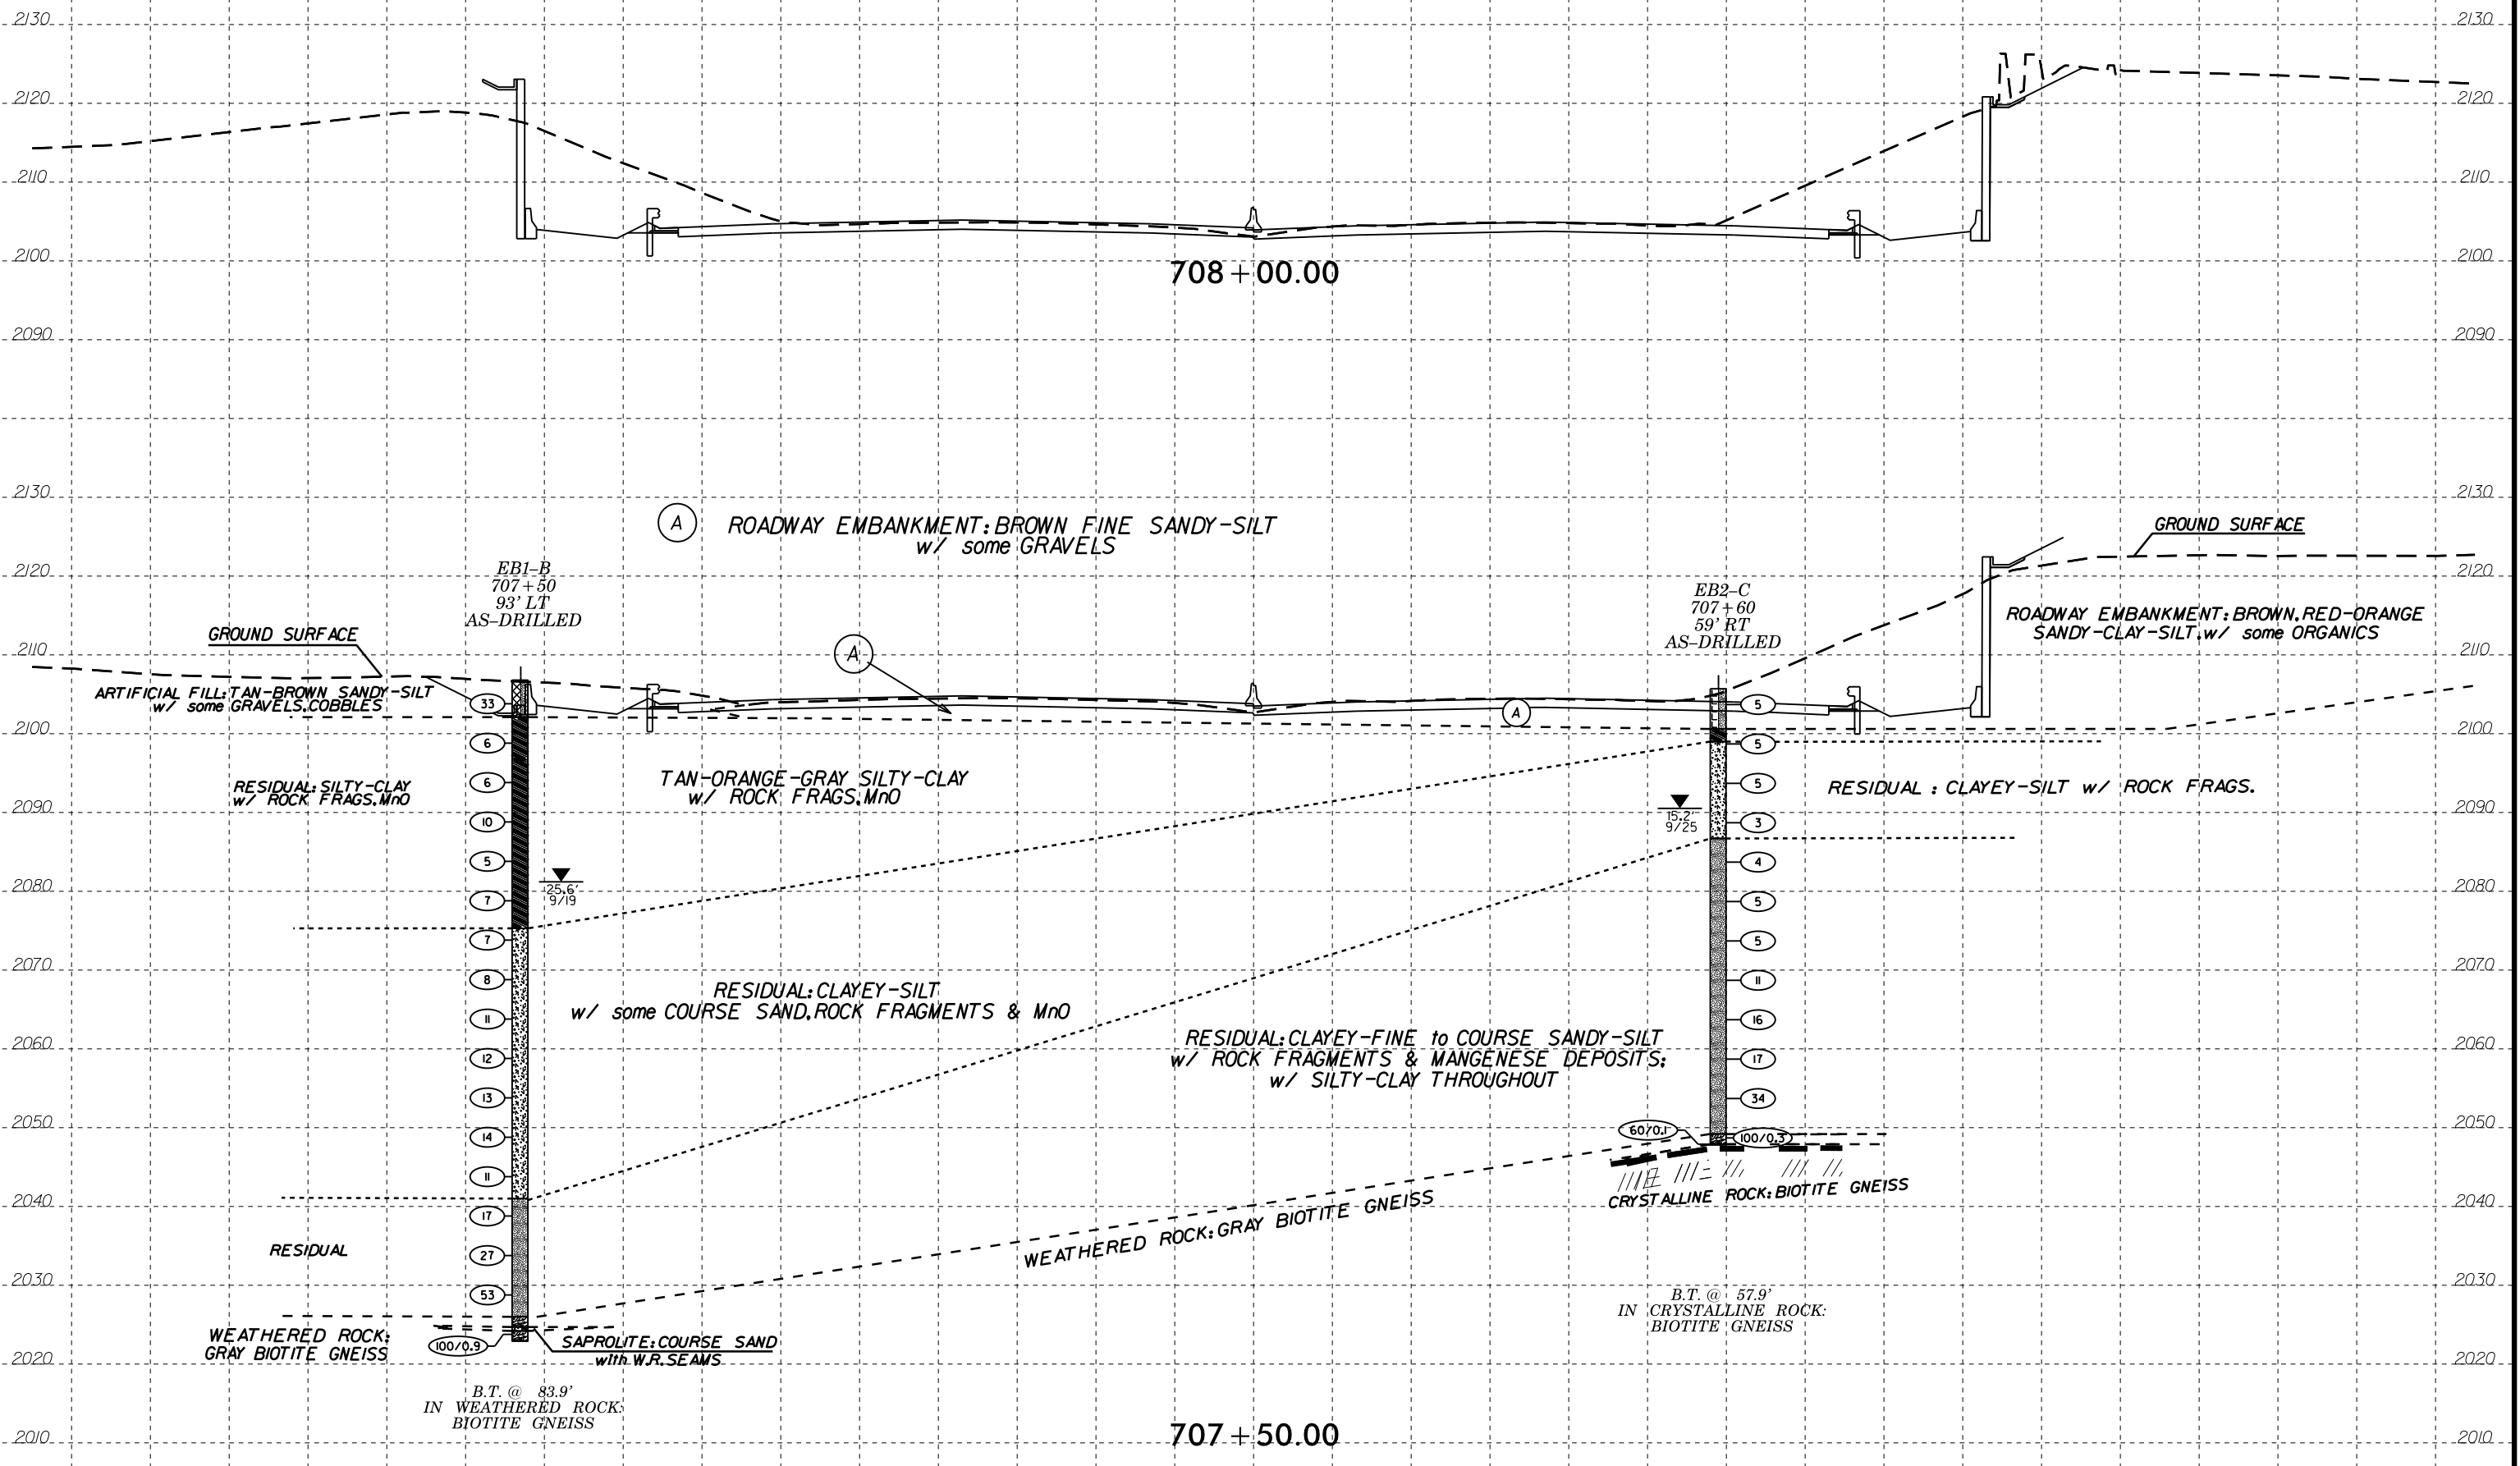 2130 2130
2120 2120
2110 2110
2100 2100
708+00.00
2090 2090
2130 2130
A ROADWAY EMBANKMENT: BROWN FINE SANDY-SILT
w/ some GRAVELS
GROUND SURFACE
EB1-B
707+50
93' LT
AS-DRILLED
2120 2120
EB2-C
707+60
59' RT
AS-DRILLED
ROADWAY EMBANKMENT: BROWN, RED-ORANGE
SANDY-CLAY-SILT, w/ some ORGANICS
GROUND SURFACE
A
2110 2110
ARTIFICIAL FILL: TAN-BROWN SANDY-SILT
w/ some GRAVELS, COBBLES
33 5
A
2100 2100
6 5
RESIDUAL: SILTY-CLAY
w/ ROCK FRAGS, MnO
TAN-ORANGE-GRAY SILTY-CLAY
w/ ROCK FRAGS, MnO
6 5
RESIDUAL : CLAYEY-SILT w/ ROCK FRAGS.
2090 2090
15.2'
9/25
10 3
5 4
25.6'
9/19
2080 2080
7 5
7 5
2070 2070
8 11
RESIDUAL: CLAYEY-SILT
w/ some COURSE SAND, ROCK FRAGMENTS & MnO
11 16
RESIDUAL: CLAYEY-FINE to COURSE SANDY-SILT
w/ ROCK FRAGMENTS & MANGENESE DEPOSITS;
w/ SILTY-CLAY THROUGHOUT
2060 2060
12 17
13 34
2050 2050
14 60/0.1 100/0.3
11
CRYSTALLINE ROCK: BIOTITE GNEISS
2040 2040
17
WEATHERED ROCK: GRAY BIOTITE GNEISS
RESIDUAL
27
2030 2030
53
B.T. @ 57.9'
IN CRYSTALLINE ROCK:
BIOTITE GNEISS
WEATHERED ROCK:
GRAY BIOTITE GNEISS
100/0.9
SAPROLITE: COURSE SAND
with W.R. SEAMS
2020 2020
B.T. @ 83.9'
IN WEATHERED ROCK:
BIOTITE GNEISS
707+50.00
2010 2010